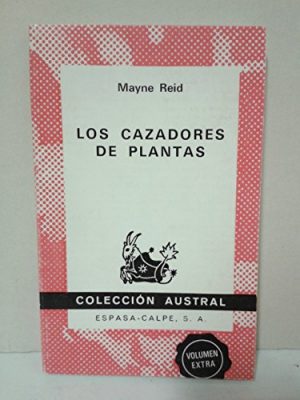 Mayne Reid
LOS CAZADORES
DE PLANTAS
COLECCIÓN AUSTRAL
ESPASA-CALPE, S. A.
VOLUMEN
EXTRA